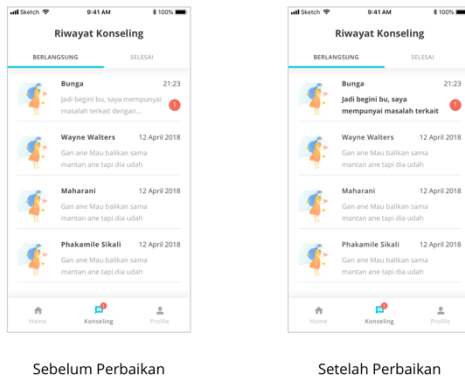 Sketch 9:41 AM 100%
Riwayat Konseling
BERLANGSUNG SELESAI
Bunga 21:23
Jadi begini bu, saya mempunyai
masalah terkait dengan... 1
Wayne Walters 12 April 2018
Gan ane Mau balikan sama
mantan ane tapi dia udah
Maharani 12 April 2018
Gan ane Mau balikan sama
mantan ane tapi dia udah
Phakamile Sikali 12 April 2018
Gan ane Mau balikan sama
mantan ane tapi dia udah
1
Home Konseling Profile
Sebelum Perbaikan
Sketch 9:41 AM 100%
Riwayat Konseling
BERLANGSUNG SELESAI
Bunga 21:23
Jadi begini bu, saya
mempunyai masalah terkait 1
Wayne Walters 12 April 2018
Gan ane Mau balikan sama
mantan ane tapi dia udah
Maharani 12 April 2018
Gan ane Mau balikan sama
mantan ane tapi dia udah
Phakamile Sikali 12 April 2018
Gan ane Mau balikan sama
mantan ane tapi dia udah
1
Home Konseling Profile
Setelah Perbaikan